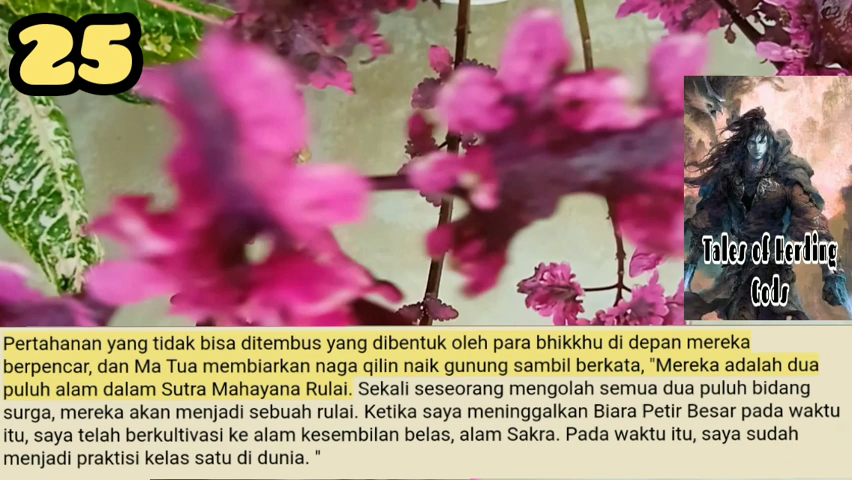 25
Tales of Herding
Gods
Pertahanan yang tidak bisa ditembus yang dibentuk oleh para bhikkhu di depan mereka
berpencar, dan Ma Tua membiarkan naga qilin naik gunung sambil berkata, "Mereka adalah dua
puluh alam dalam Sutra Mahayana Rulai. Sekali seseorang mengolah semua dua puluh bidang
surga, mereka akan menjadi sebuah rulai. Ketika saya meninggalkan Biara Petir Besar pada waktu
itu, saya telah berkultivasi ke alam kesembilan belas, alam Sakra. Pada waktu itu, saya sudah
menjadi praktisi kelas satu di dunia. "